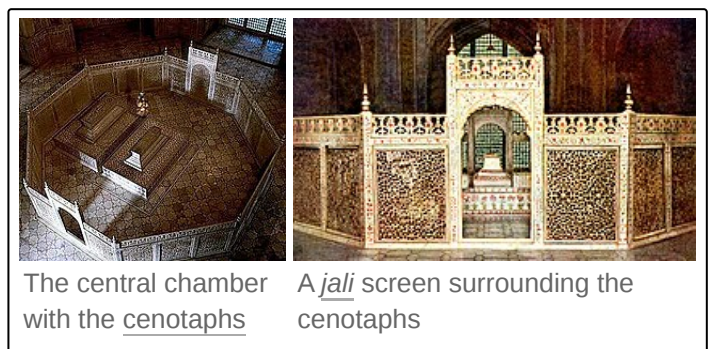 The central chamber
with the cenotaphs
A jali screen surrounding the
cenotaphs